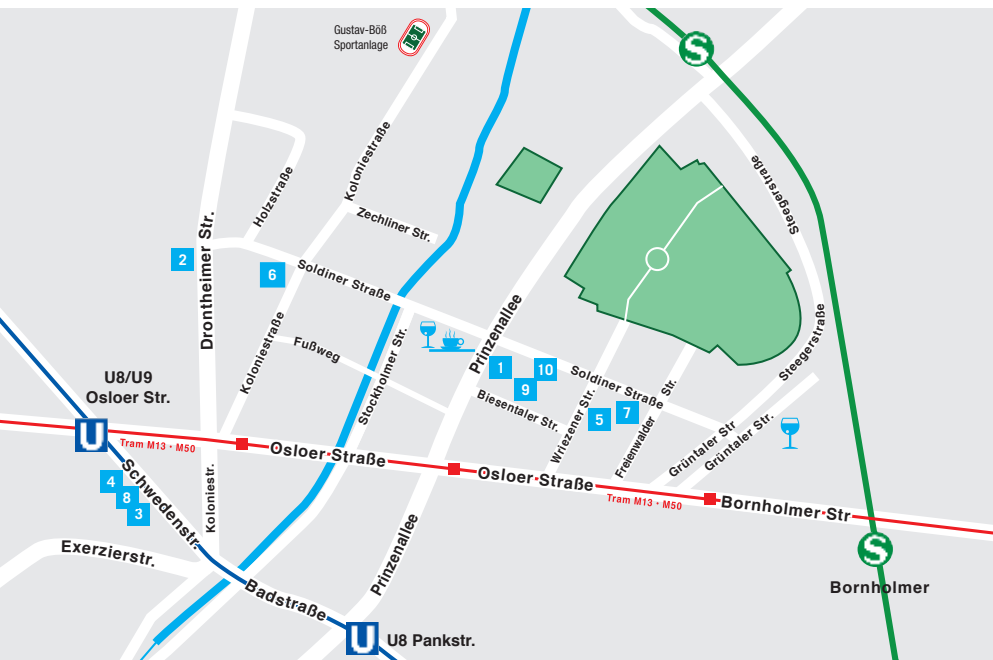 Gustav-Böß
Sportanlage
S
Steegerstraße
Koloniestraße
Holzstraße
Zechliner Str.
Drontheimer Str.
2
6
Soldiner Straße
Prinzenallee
Steegerstraße
Koloniestraße
Fußweg
Stockholmer Str.
1
10
9
Soldiner Straße
Biesentaler Str.
5
7
Wriezener Str.
Freienwalder Str.
Grüntaler Str
Grüntaler Str.
U8/U9
Osloer Str.
U
Tram M13 · M50
Osloer Straße
Osloer Straße
Tram M13 · M50
Bornholmer Str
4
8
3
Schwedenstr.
Koloniestr.
Exerzierstr.
Prinzenallee
S
Bornholmer
Badstraße
U
U8 Pankstr.